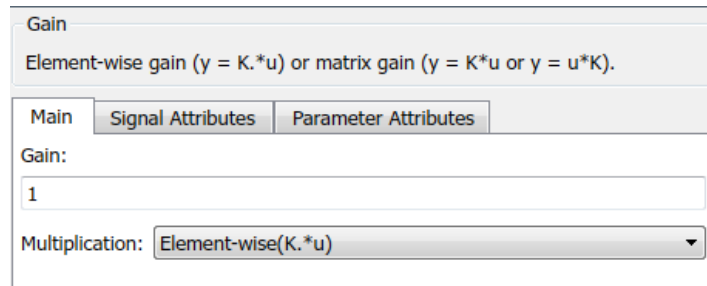 Gain
Element-wise gain (y = K.*u) or matrix gain (y = K*u or y = u*K).
Main Signal Attributes Parameter Attributes
Gain:
1
Multiplication: Element-wise(K.*u)